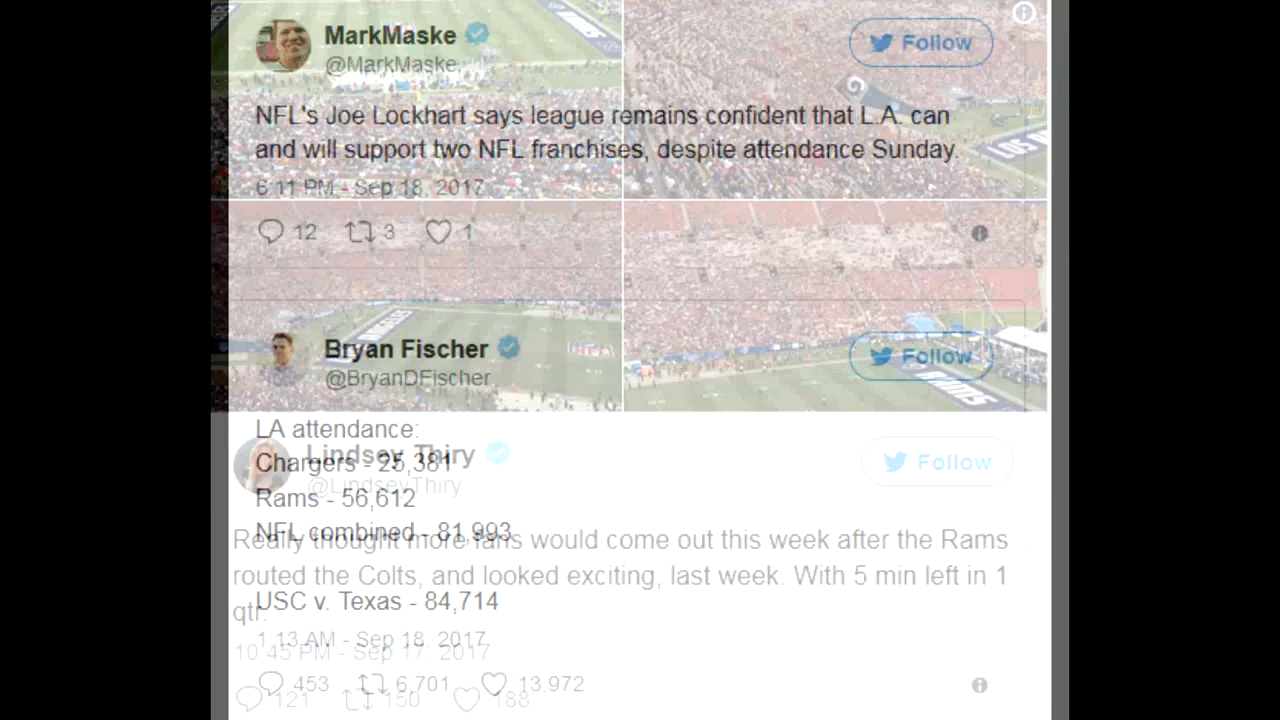 MarkMaske
@MarkMaske
Follow
NFL's Joe Lockhart says league remains confident that L.A. can
and will support two NFL franchises, despite attendance Sunday.
6:11 PM - Sep 18, 2017
12 3 1
Bryan Fischer
@BryanDFischer
Follow
LA attendance:
Chargers - 25,381
Rams - 56,612
NFL combined - 81,993
USC v. Texas - 84,714
1:13 AM - Sep 18, 2017
453 6,701 13,972
Lindsey Thiry
@LindseyThiry
Follow
Really thought more fans would come out this week after the Rams
routed the Colts, and looked exciting, last week. With 5 min left in 1
qtr.
10:45 PM - Sep 17, 2017
121 150 188
RAMS